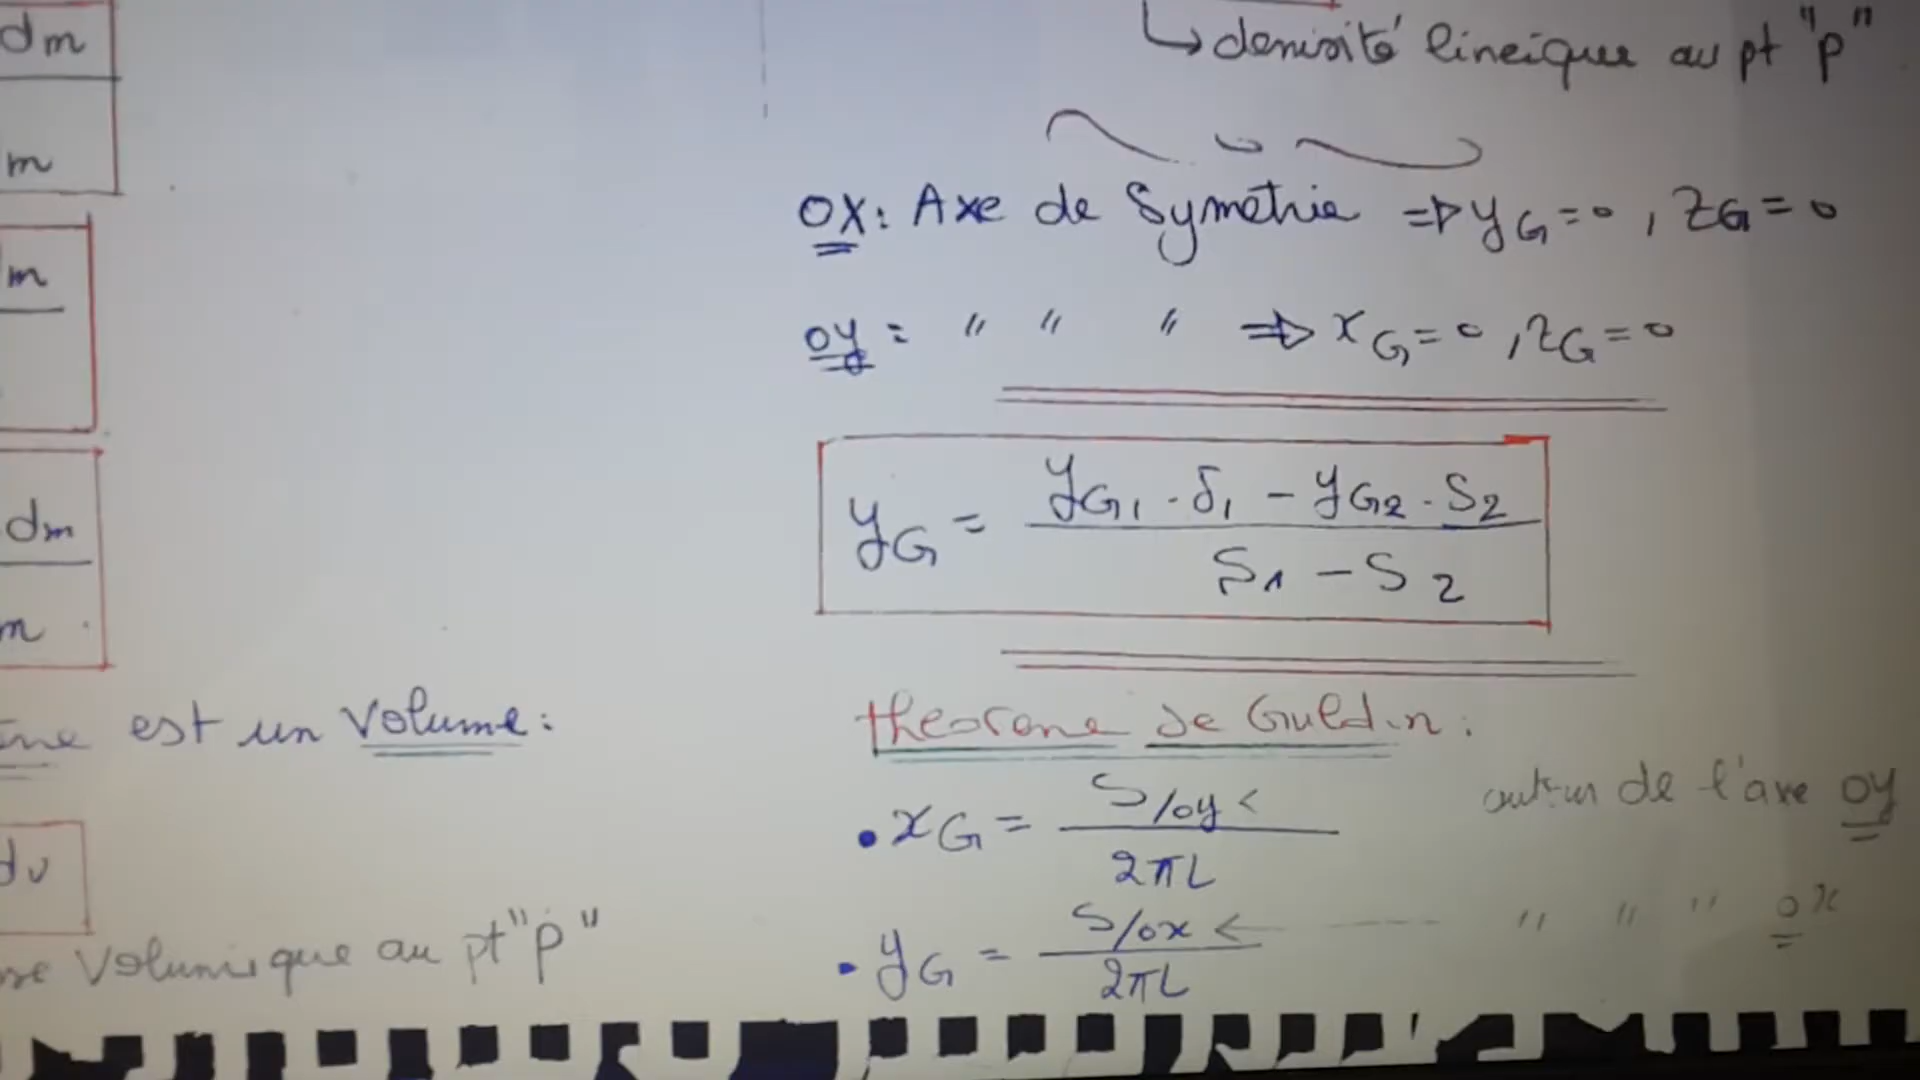 dm
m
m
dm
m
est un Volume:
dv
Volumique au pt "p"
↳ densité lineique au pt "p"
OX: Axe de Symétrie ⇒ yG = 0, ZG = 0
oy = " " " ⇒ xG = 0, ZG = 0
yG = (yG1 . S1 - yG2 . S2) / (S1 - S2)
théorème de Guldin:
• xG = (S/oy) / (2πL) < autour de l'axe oy
• yG = (S/ox) / (2πL) ← " " " ox